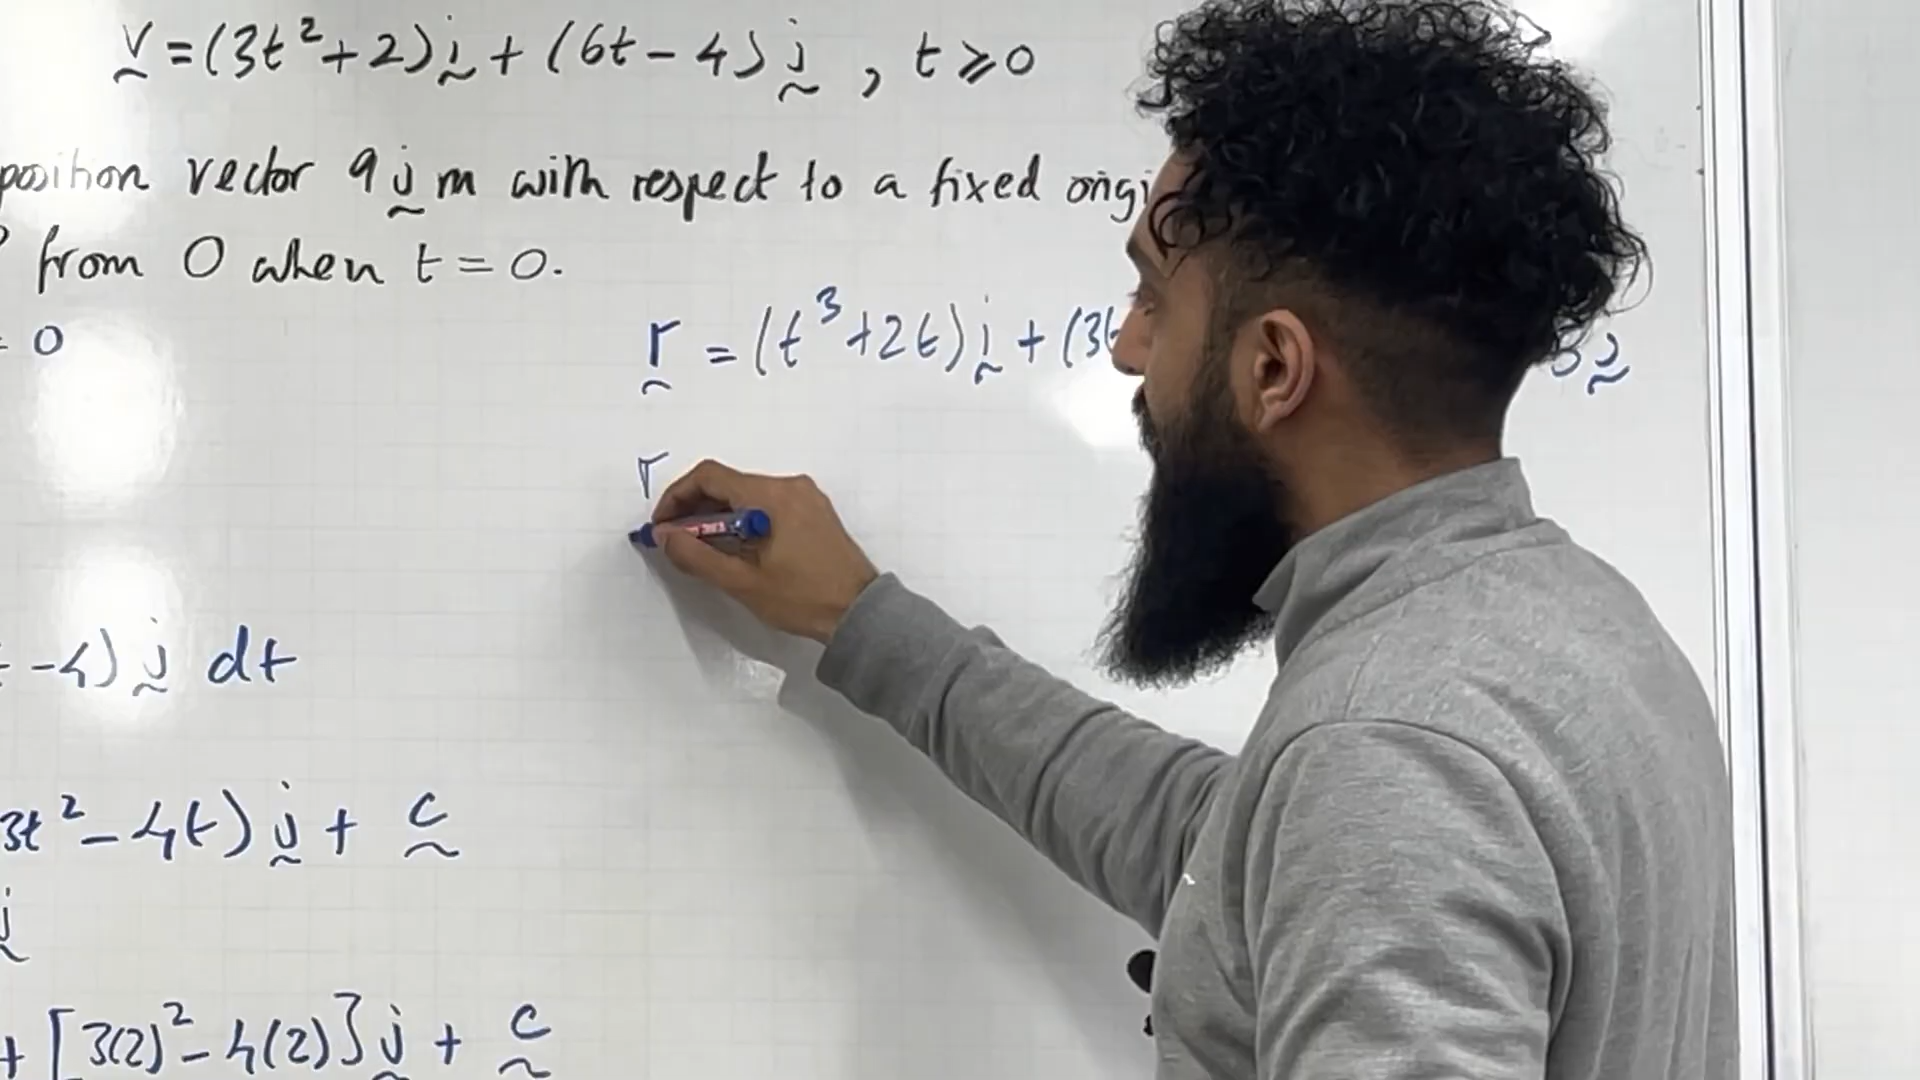 v = (3t² + 2) i + (6t - 4) j , t ⩾ 0
position vector 9 j m with respect to a fixed origi
from O when t = 0.
= 0
r = (t³ + 2t) i + (3t
r
- 4) j dt
3t² - 4t) j + c
j
+ [3(2)² - 4(2)] j + c